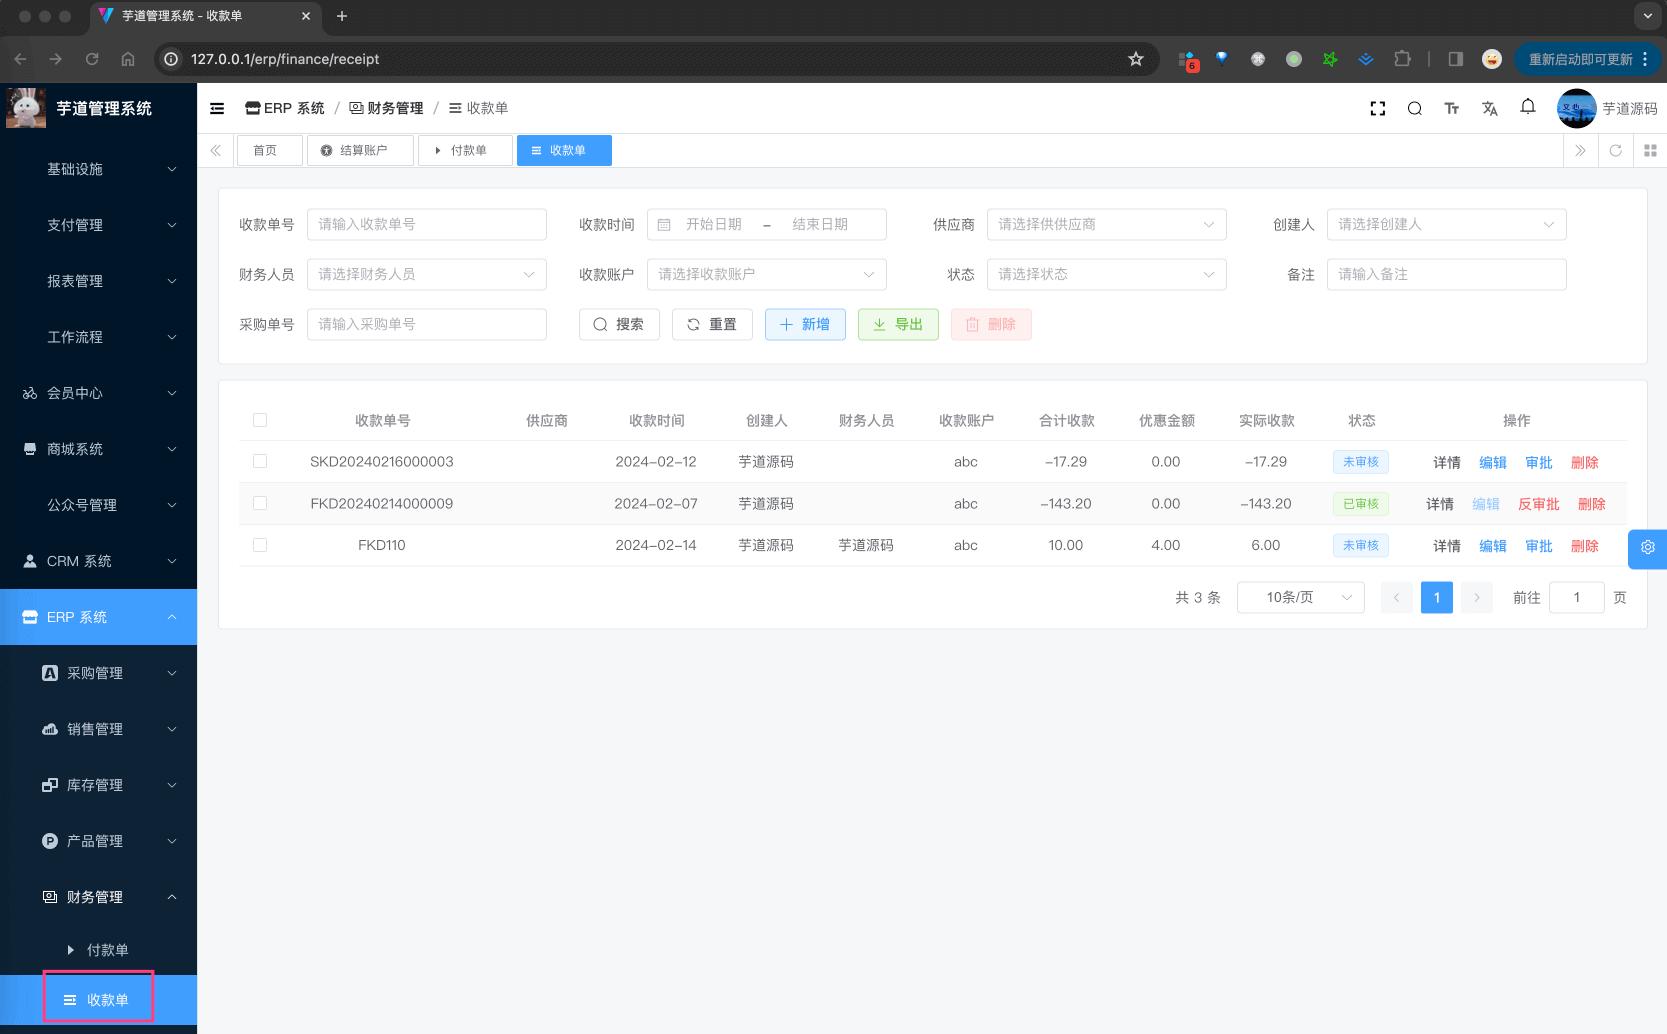 芋道管理系统 - 收款单
127.0.0.1/erp/finance/receipt
6
重新启动即可更新
芋道管理系统
ERP 系统 / 财务管理 / 收款单
芋道源码
首页
结算账户
付款单
收款单
基础设施
支付管理
报表管理
工作流程
会员中心
商城系统
公众号管理
CRM 系统
ERP 系统
采购管理
销售管理
库存管理
产品管理
财务管理
付款单
收款单
收款单号 请输入收款单号 收款时间 开始日期 – 结束日期 供应商 请选择供供应商 创建人 请选择创建人
财务人员 请选择财务人员 收款账户 请选择收款账户 状态 请选择状态 备注 请输入备注
采购单号 请输入采购单号 搜索 重置 新增 导出 删除
收款单号 供应商 收款时间 创建人 财务人员 收款账户 合计收款 优惠金额 实际收款 状态 操作
SKD20240216000003 2024-02-12 芋道源码 abc -17.29 0.00 -17.29 未审核 详情 编辑 审批 删除
FKD20240214000009 2024-02-07 芋道源码 abc -143.20 0.00 -143.20 已审核 详情 编辑 反审批 删除
FKD110 2024-02-14 芋道源码 芋道源码 abc 10.00 4.00 6.00 未审核 详情 编辑 审批 删除
共 3 条 10条/页 1 前往 1 页